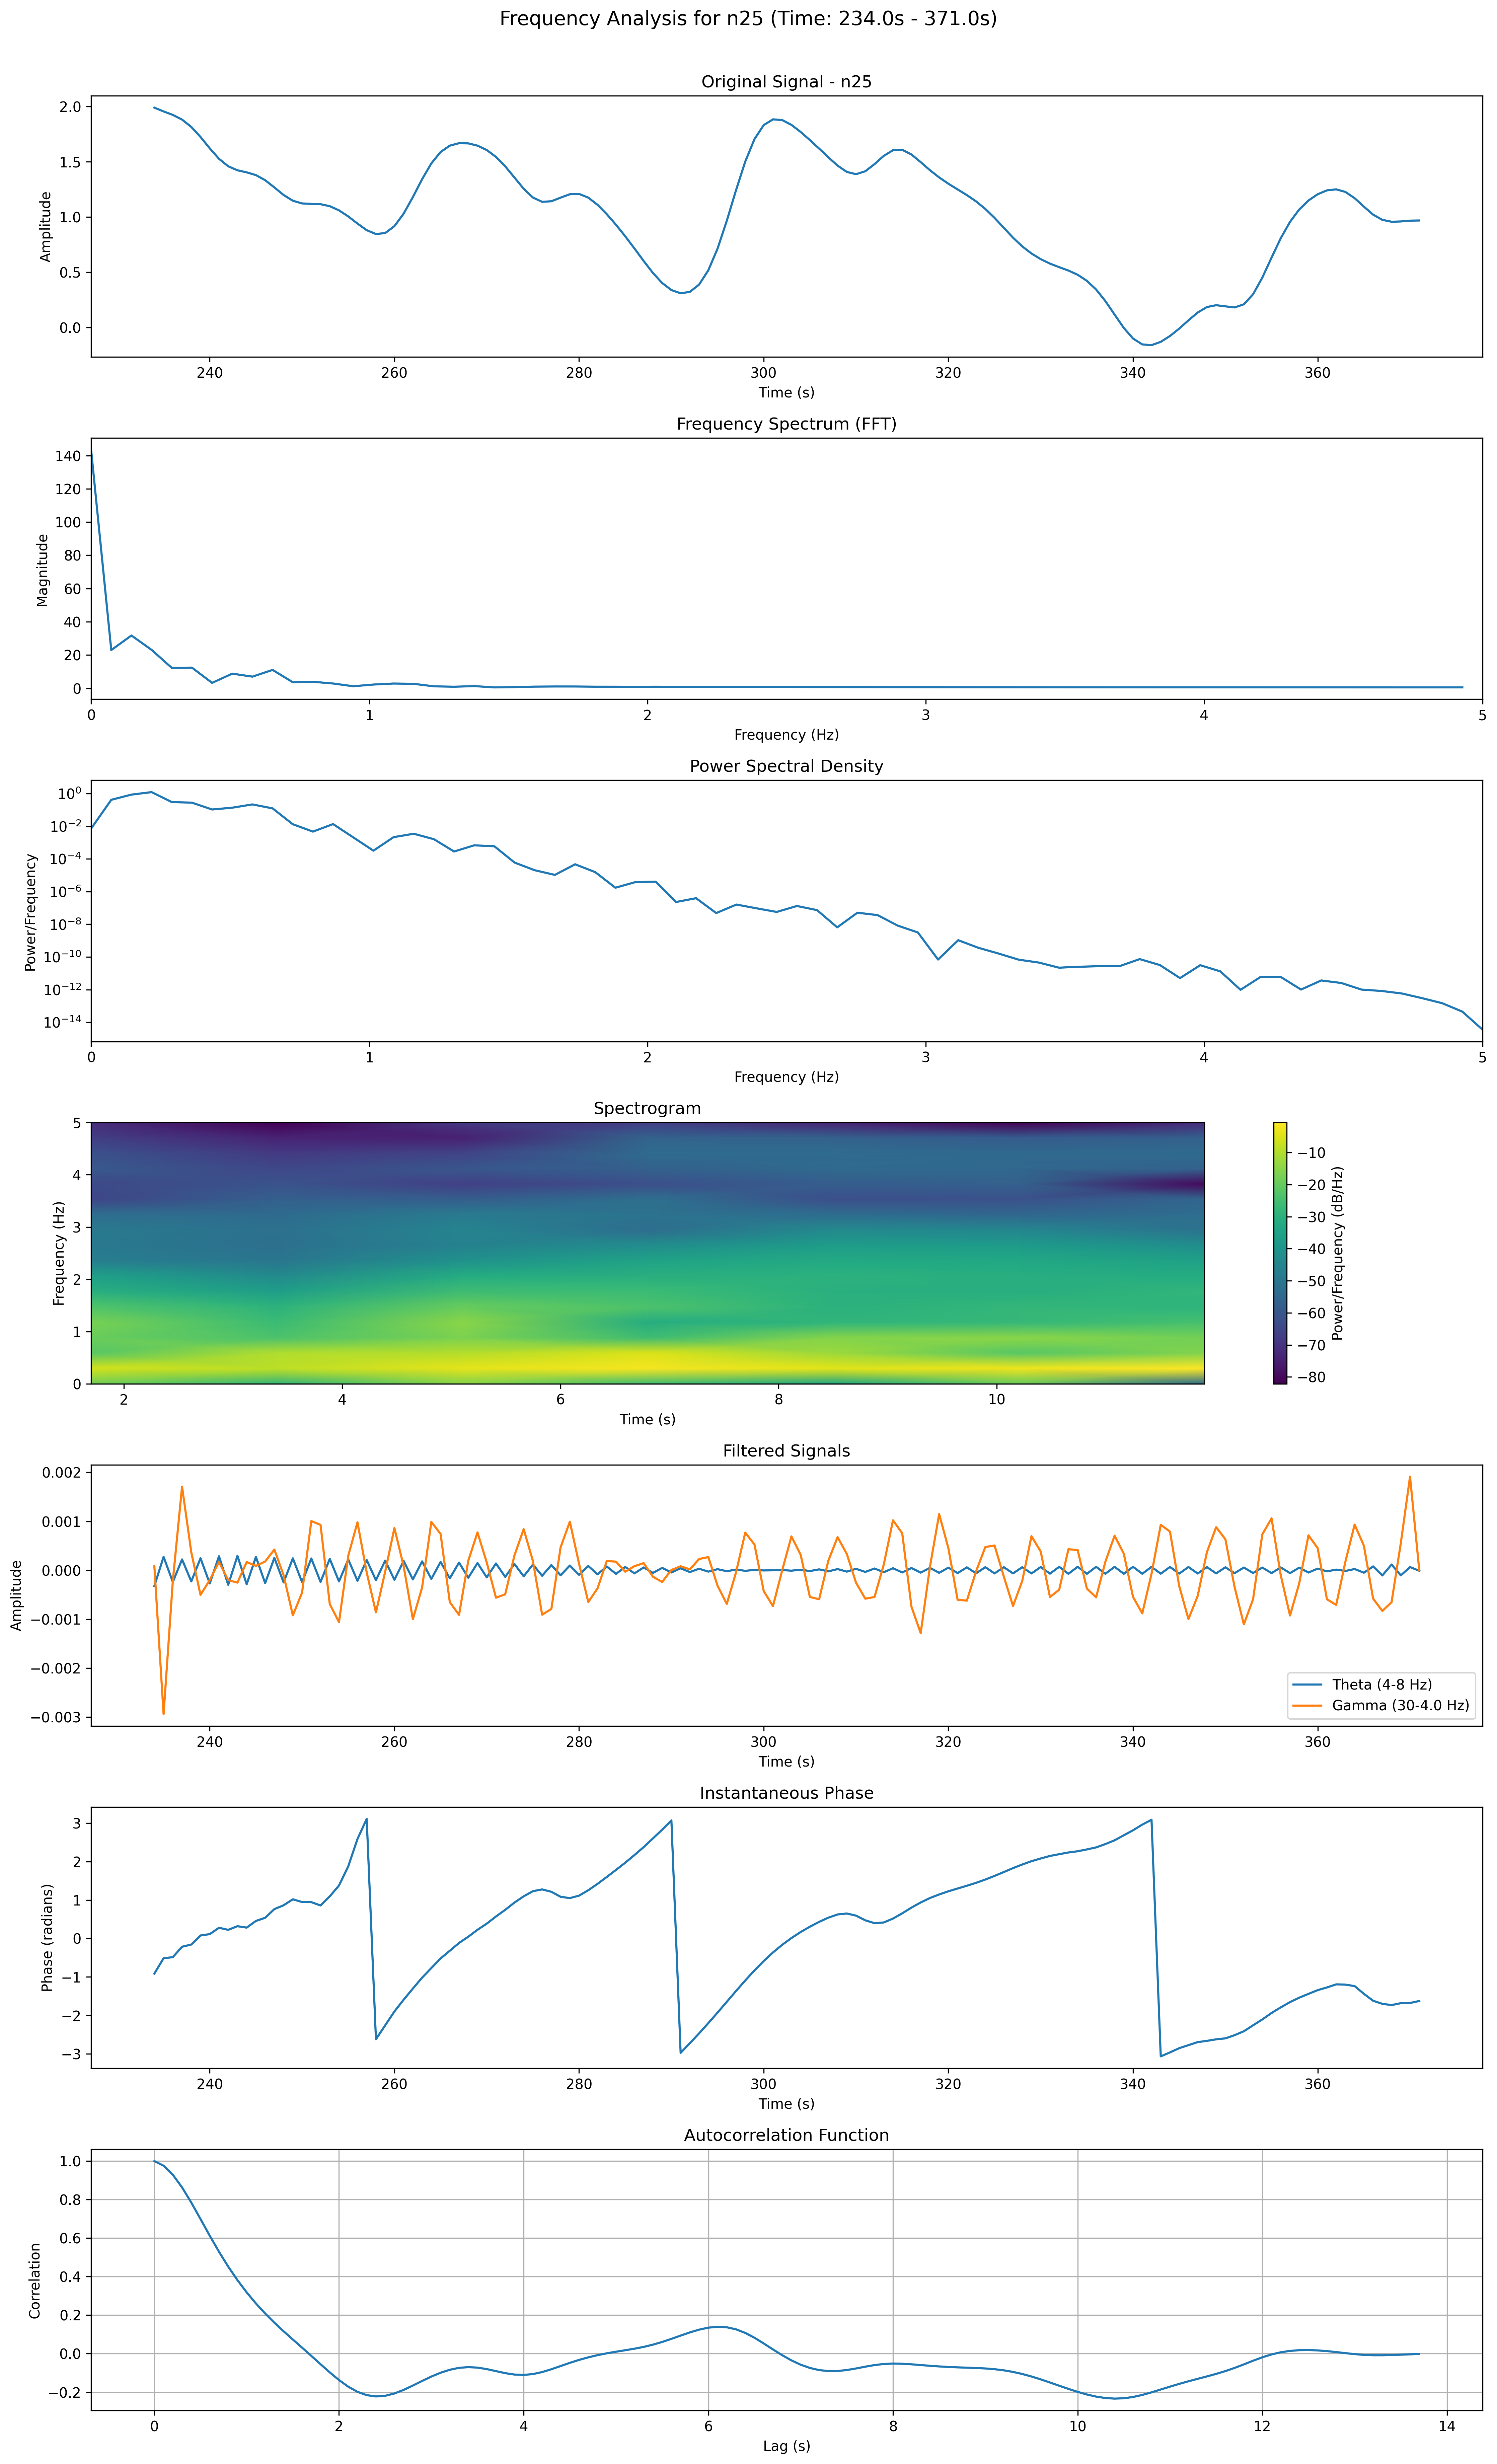 Frequency Analysis for n25 (Time: 234.0s - 371.0s)
Original Signal - n25
2.0
1.5
1.0
0.5
0.0
Amplitude
240 260 280 300 320 340 360
Time (s)
Frequency Spectrum (FFT)
140
120
100
80
60
40
20
0
Magnitude
0 1 2 3 4 5
Frequency (Hz)
Power Spectral Density
10⁰
10⁻²
10⁻⁴
10⁻⁶
10⁻⁸
10⁻¹⁰
10⁻¹²
10⁻¹⁴
Power/Frequency
0 1 2 3 4 5
Frequency (Hz)
Spectrogram
5
4
3
2
1
0
Frequency (Hz)
2 4 6 8 10
Time (s)
−10
−20
−30
−40
−50
−60
−70
−80
Power/Frequency (dB/Hz)
Filtered Signals
0.002
0.001
0.000
−0.001
−0.002
−0.003
Amplitude
Theta (4-8 Hz)
Gamma (30-4.0 Hz)
240 260 280 300 320 340 360
Time (s)
Instantaneous Phase
3
2
1
0
−1
−2
−3
Phase (radians)
240 260 280 300 320 340 360
Time (s)
Autocorrelation Function
1.0
0.8
0.6
0.4
0.2
0.0
−0.2
Correlation
0 2 4 6 8 10 12 14
Lag (s)